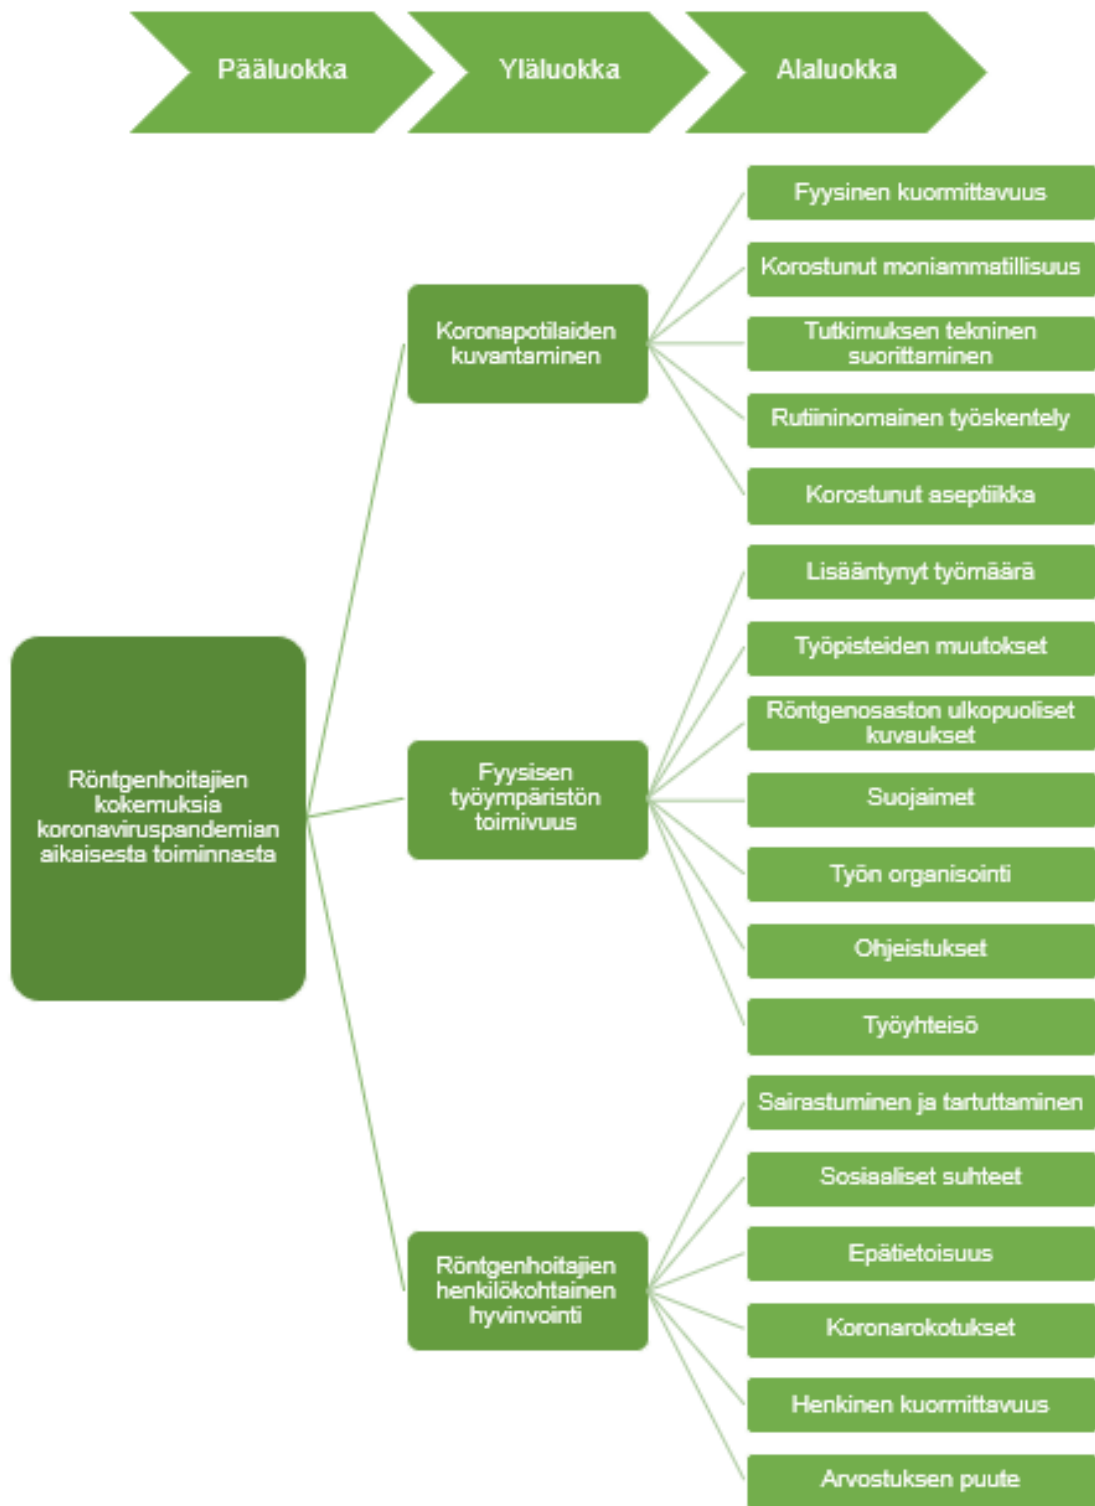 Pääluokka
Yläluokka
Alaluokka
Röntgenhoitajien
kokemuksia
koronaviruspandemian
aikaisesta toiminnasta
Koronapotilaiden
kuvantaminen
Fyysinen kuormittavuus
Korostunut moniammatillisuus
Tutkimuksen tekninen
suorittaminen
Rutiininomainen työskentely
Korostunut aseptiikka
Fyysisen
työympäristön
toimivuus
Lisääntynyt työmäärä
Työpisteiden muutokset
Röntgenosaston ulkopuoliset
kuvaukset
Suojaimet
Työn organisointi
Ohjeistukset
Työyhteisö
Röntgenhoitajien
henkilökohtainen
hyvinvointi
Sairastuminen ja tartuttaminen
Sosiaaliset suhteet
Epätietoisuus
Koronarokotukset
Henkinen kuormittavuus
Arvostuksen puute